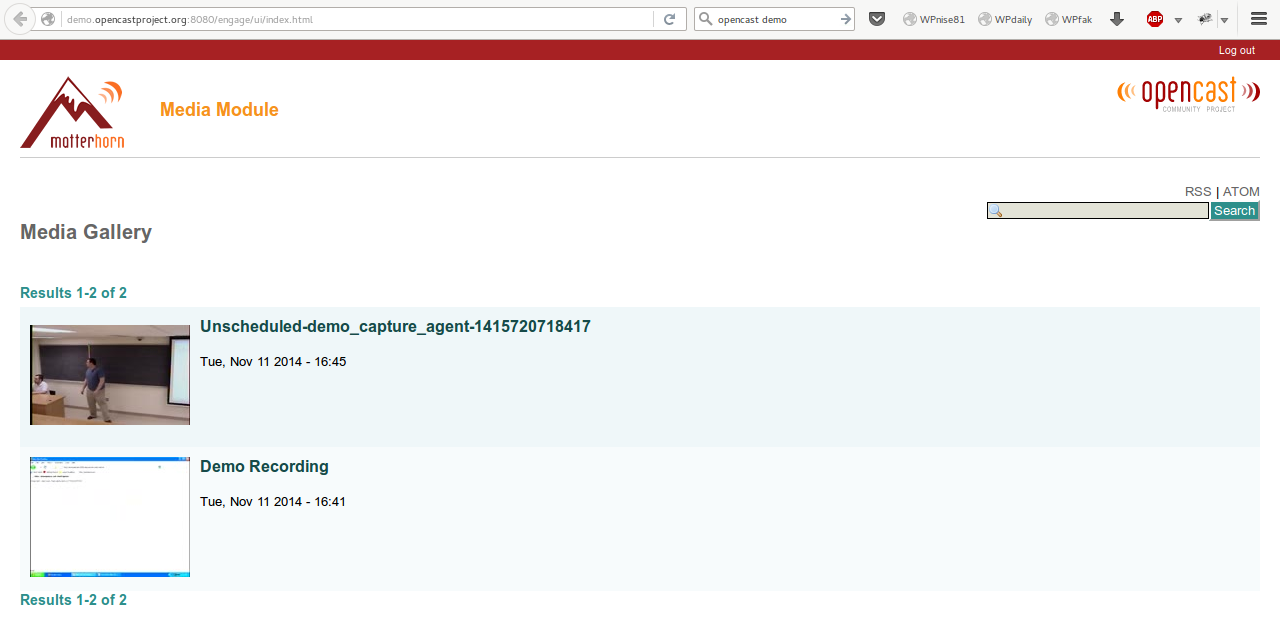 demo.opencastproject.org:8080/engage/ui/index.html
opencast demo
WPnise81
WPdaily
WPfak
ABP
Log out
matterhorn
Media Module
opencast
COMMUNITY PROJECT
RSS | ATOM
Search
Media Gallery
Results 1-2 of 2
Unscheduled-demo_capture_agent-1415720718417
Tue, Nov 11 2014 - 16:45
Demo Recording
Tue, Nov 11 2014 - 16:41
Results 1-2 of 2